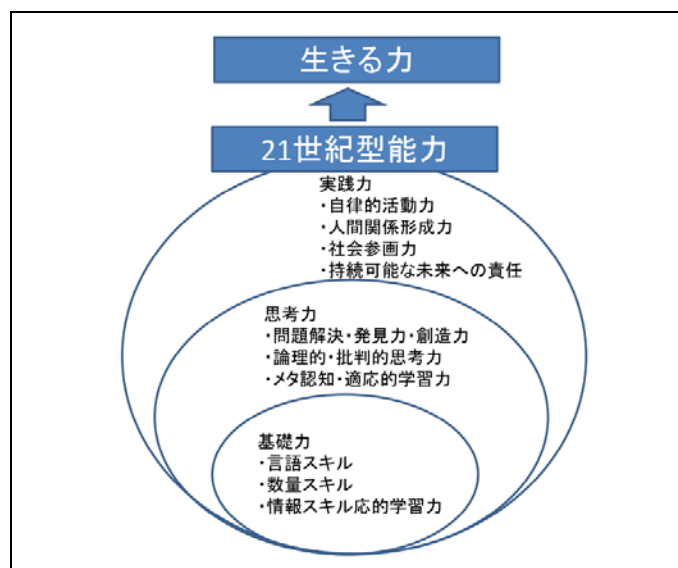 生きる力
21世紀型能力
実践力
・自律的活動力
・人間関係形成力
・社会参画力
・持続可能な未来への責任
思考力
・問題解決・発見力・創造力
・論理的・批判的思考力
・メタ認知・適応的学習力
基礎力
・言語スキル
・数量スキル
・情報スキル応的学習力